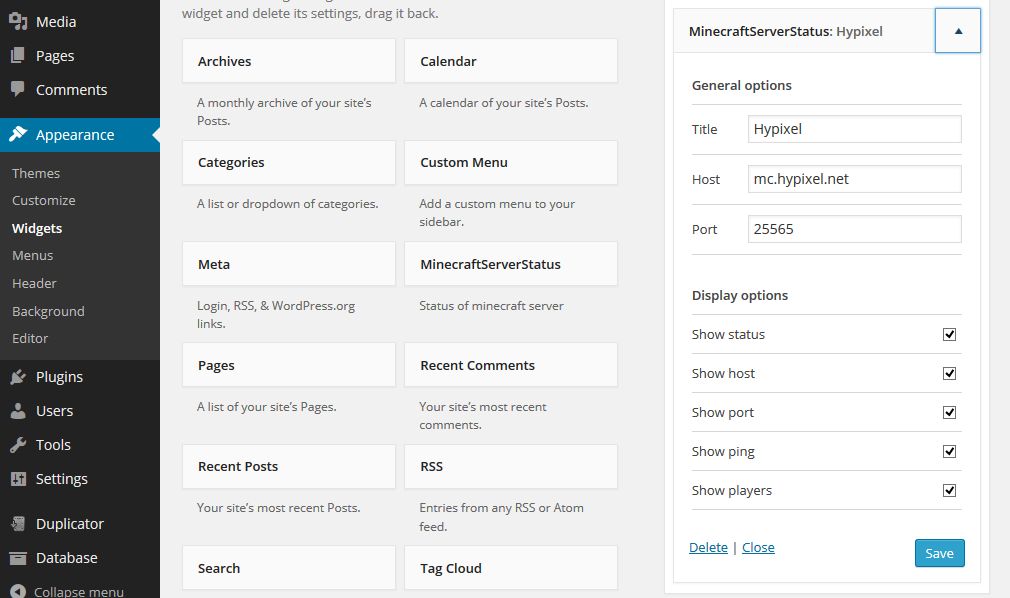 Media
Pages
Comments
Appearance
Themes
Customize
Widgets
Menus
Header
Background
Editor
Plugins
Users
Tools
Settings
Duplicator
Database
Collapse menu
widget and delete its settings, drag it back.
Archives
A monthly archive of your site's
Posts.
Calendar
A calendar of your site's Posts.
Categories
A list or dropdown of categories.
Custom Menu
Add a custom menu to your
sidebar.
Meta
Login, RSS, & WordPress.org
links.
MinecraftServerStatus
Status of minecraft server
Pages
A list of your site's Pages.
Recent Comments
Your site's most recent
comments.
Recent Posts
Your site's most recent Posts.
RSS
Entries from any RSS or Atom
feed.
Search
Tag Cloud
MinecraftServerStatus: Hypixel
General options
Title Hypixel
Host mc.hypixel.net
Port 25565
Display options
Show status
Show host
Show port
Show ping
Show players
Delete | Close
Save